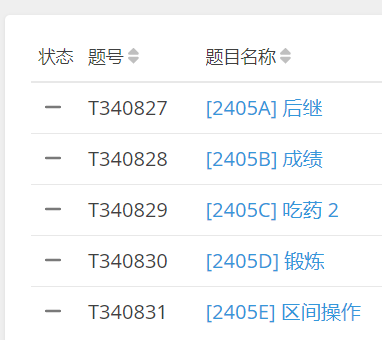 状态 题号 题目名称
T340827 [2405A] 后继
T340828 [2405B] 成绩
T340829 [2405C] 吃药 2
T340830 [2405D] 锻炼
T340831 [2405E] 区间操作